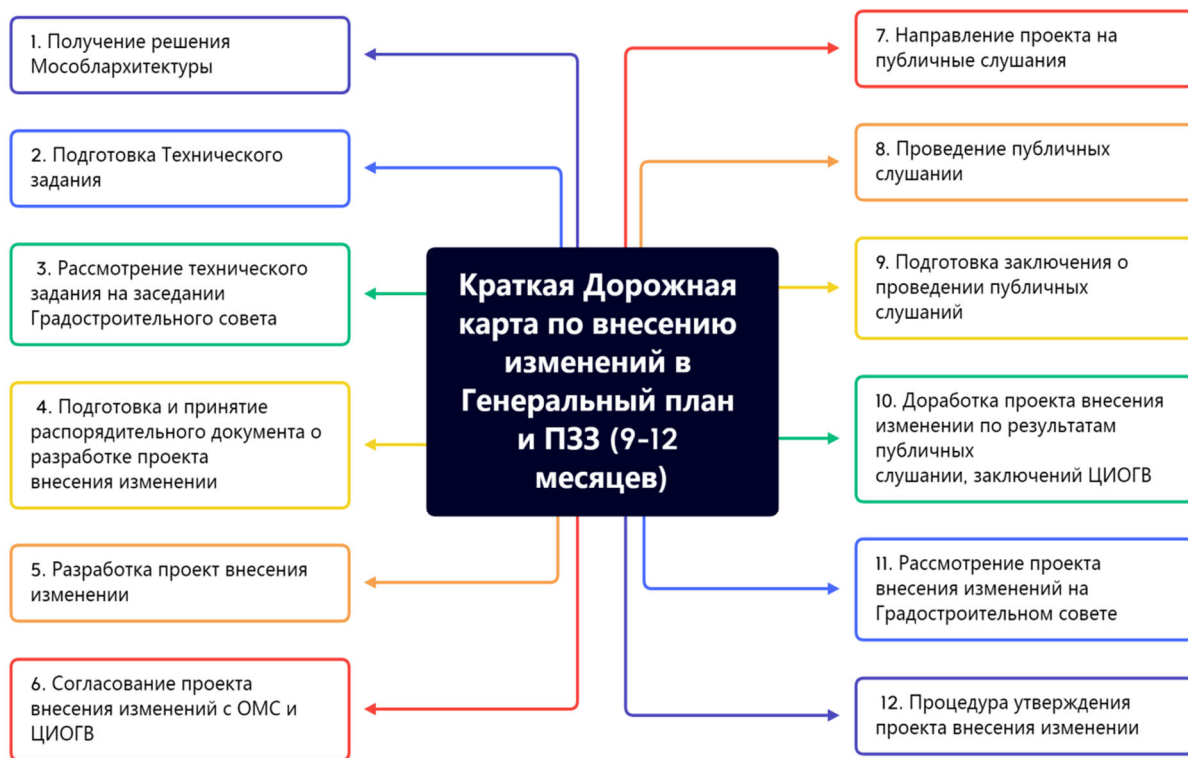 1. Получение решения
Мособлархитектуры
2. Подготовка Технического
задания
3. Рассмотрение технического
задания на заседании
Градостроительного совета
4. Подготовка и принятие
распорядительного документа о
разработке проекта
внесения изменении
5. Разработка проект внесения
изменении
6. Согласование проекта
внесения изменений с ОМС и
ЦИОГВ
Краткая Дорожная
карта по внесению
изменений в
Генеральный план
и ПЗЗ (9-12
месяцев)
7. Направление проекта на
публичные слушания
8. Проведение публичных
слушании
9. Подготовка заключения о
проведении публичных
слушаний
10. Доработка проекта внесения
изменении по результатам
публичных
слушании, заключений ЦИОГВ
11. Рассмотрение проекта
внесения изменений на
Градостроительном совете
12. Процедура утверждения
проекта внесения изменении